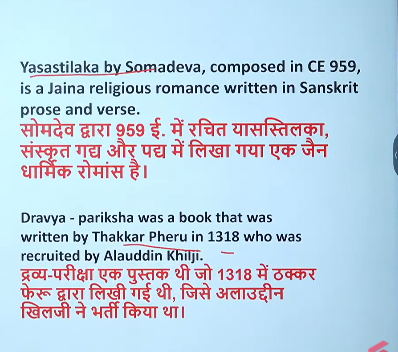 Yasastilaka by Somadeva, composed in CE 959,
is a Jaina religious romance written in Sanskrit
prose and verse.
सोमदेव द्वारा 959 ई. में रचित यासस्तिलका,
संस्कृत गद्य और पद्य में लिखा गया एक जैन
धार्मिक रोमांस है।
Dravya - pariksha was a book that was
written by Thakkar Pheru in 1318 who was
recruited by Alauddin Khilji.
द्रव्य-परीक्षा एक पुस्तक थी जो 1318 में ठक्कर
फेरू द्वारा लिखी गई थी, जिसे अलाउद्दीन
खिलजी ने भर्ती किया था।